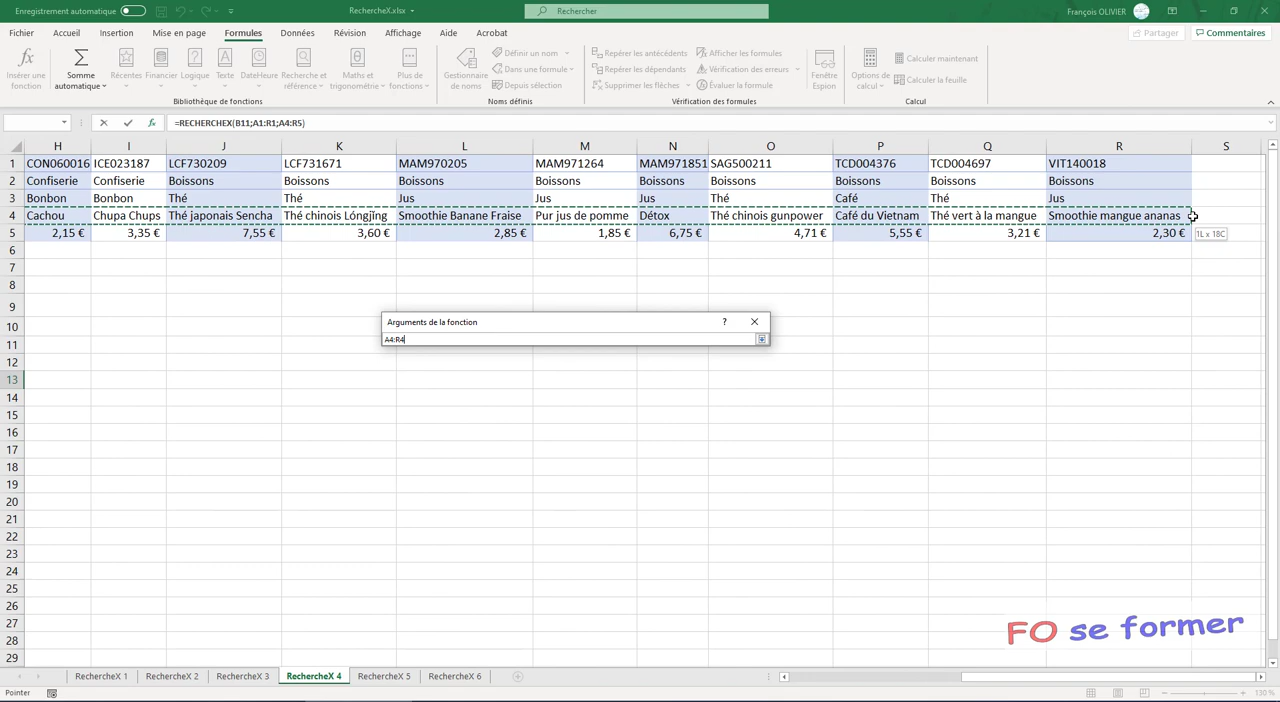 Enregistrement automatique
RechercheX.xlsx
Rechercher
François OLIVIER
Fichier Accueil Insertion Mise en page Formules Données Révision Affichage Aide Acrobat
Partager Commentaires
Insérer une fonction
Somme automatique
Récentes
Financier
Logique
Texte
DateHeure
Recherche et référence
Maths et trigonométrie
Plus de fonctions
Bibliothèque de fonctions
Gestionnaire de noms
Définir un nom
Dans une formule
Depuis sélection
Noms définis
Repérer les antécédents
Repérer les dépendants
Supprimer les flèches
Afficher les formules
Vérification des erreurs
Évaluer la formule
Fenêtre Espion
Vérification des formules
Options de calcul
Calculer maintenant
Calculer la feuille
Calcul
fx =RECHERCHEX(B11;A1:R1;A4:R5)
H I J K L M N O P Q R S
1 CON060016 ICE023187 LCF730209 LCF731671 MAM970205 MAM971264 MAM971851 SAG500211 TCD004376 TCD004697 VIT140018
2 Confiserie Confiserie Boissons Boissons Boissons Boissons Boissons Boissons Boissons Boissons Boissons
3 Bonbon Bonbon Thé Thé Jus Jus Jus Thé Café Thé Jus
4 Cachou Chupa Chups Thé japonais Sencha Thé chinois Lóngjǐng Smoothie Banane Fraise Pur jus de pomme Détox Thé chinois gunpower Café du Vietnam Thé vert à la mangue Smoothie mangue ananas
5 2,15 € 3,35 € 7,55 € 3,60 € 2,85 € 1,85 € 6,75 € 4,71 € 5,55 € 3,21 € 2,30 €
1L x 18C
6
7
8
9
Arguments de la fonction ?
10
A4:R4
11
12
13
14
15
16
17
18
19
20
21
22
23
24
25
26
27
28
29
FO se former
RechercheX 1 RechercheX 2 RechercheX 3 RechercheX 4 RechercheX 5 RechercheX 6
Pointer
130 %